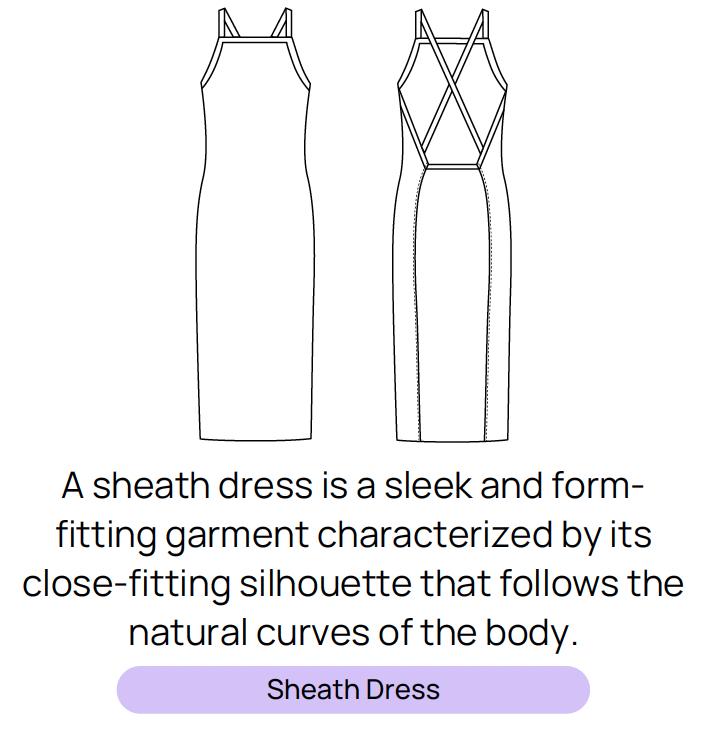 A sheath dress is a sleek and form-
fitting garment characterized by its
close-fitting silhouette that follows the
natural curves of the body.
Sheath Dress